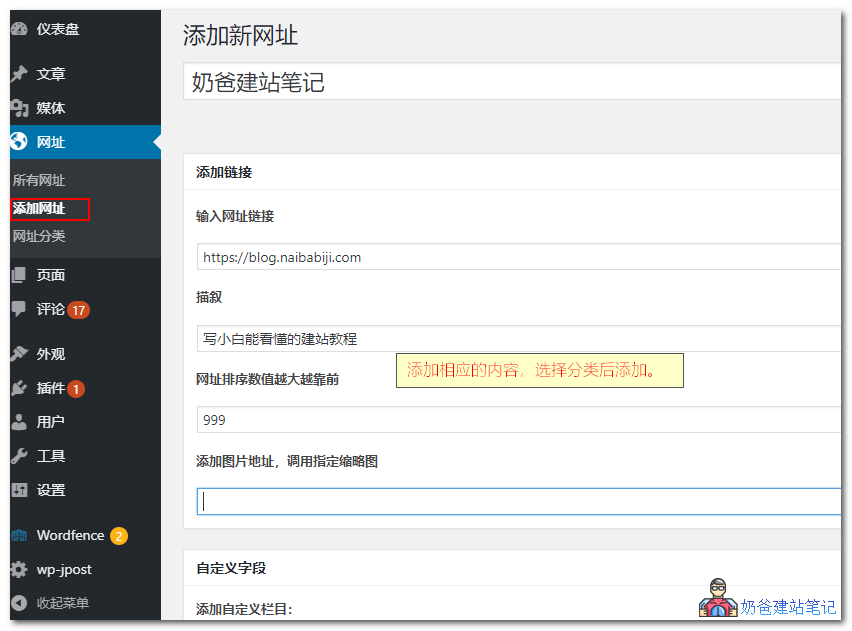 仪表盘
文章
媒体
网址
所有网址
添加网址
网址分类
页面
评论 17
外观
插件 1
用户
工具
设置
Wordfence 2
wp-jpost
收起菜单
添加新网址
奶爸建站笔记
添加链接
输入网址链接
https://blog.naibabiji.com
描叙
写小白能看懂的建站教程
添加相应的内容，选择分类后添加。
网址排序数值越大越靠前
999
添加图片地址，调用指定缩略图
自定义字段
添加自定义栏目：
奶爸建站笔记